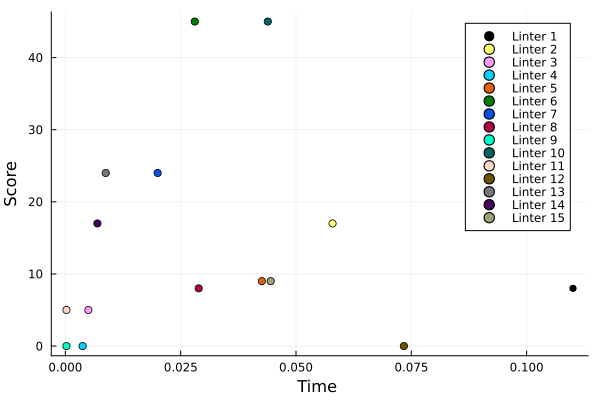 Linter 1
Linter 2
Linter 3
Linter 4
Linter 5
Linter 6
Linter 7
Linter 8
Linter 9
Linter 10
Linter 11
Linter 12
Linter 13
Linter 14
Linter 15
40
30
20
10
0
Score
0.000 0.025 0.050 0.075 0.100
Time